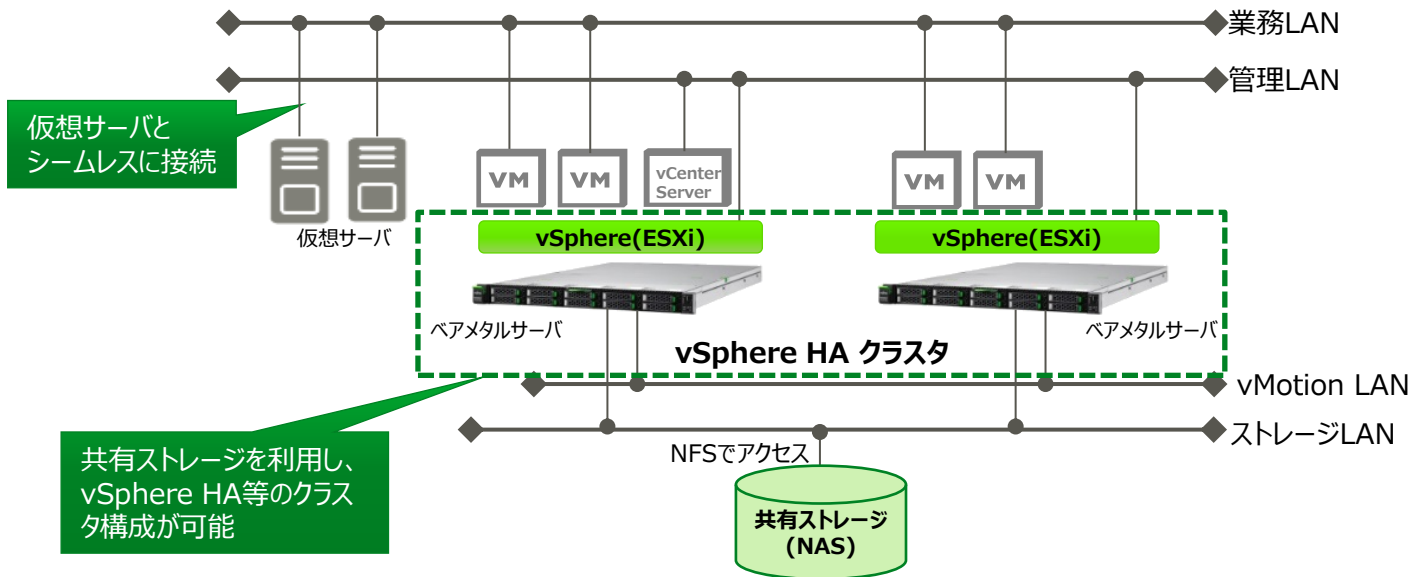 業務LAN
管理LAN
仮想サーバと
シームレスに接続
VM
VM
vCenter
Server
VM
VM
仮想サーバ
vSphere(ESXi)
vSphere(ESXi)
ベアメタルサーバ
ベアメタルサーバ
vSphere HA クラスタ
vMotion LAN
ストレージLAN
NFSでアクセス
共有ストレージを利用し、
vSphere HA等のクラス
タ構成が可能
共有ストレージ
(NAS)